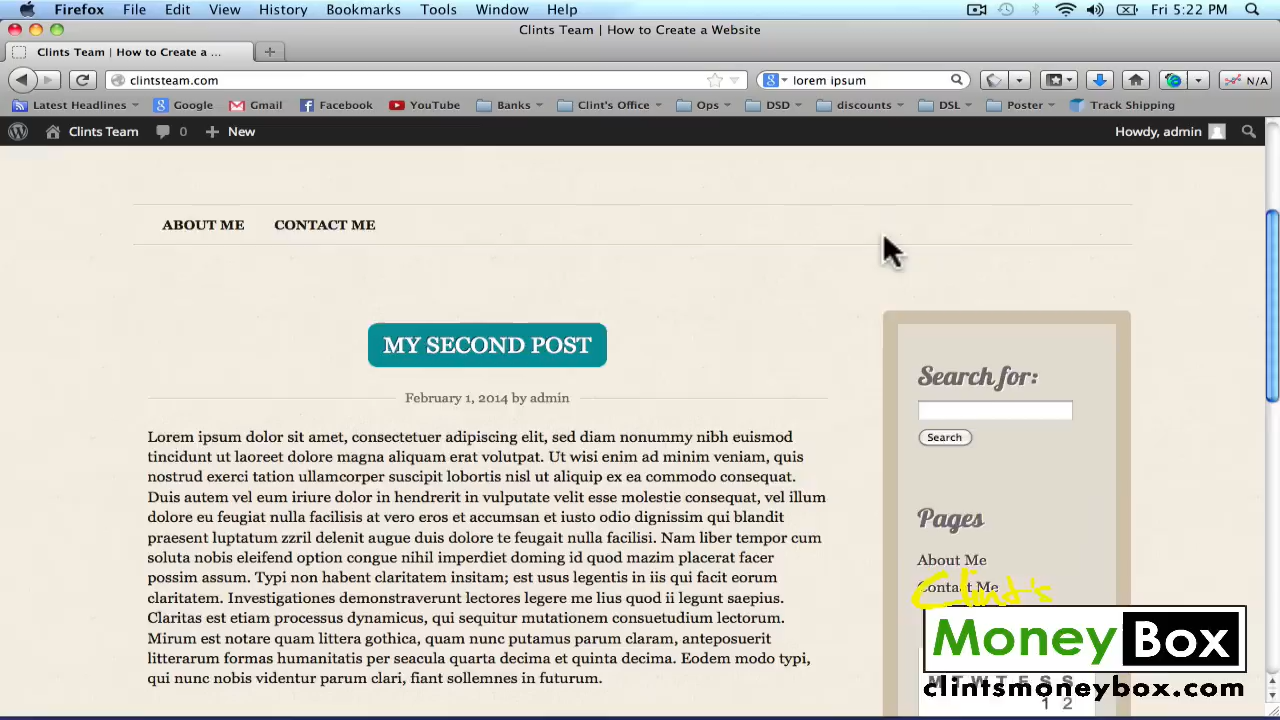 Firefox File Edit View History Bookmarks Tools Window Help Fri 5:22 PM
Clints Team | How to Create a Website
Clints Team | How to Create a ...
clintsteam.com lorem ipsum N/A
Latest Headlines Google Gmail Facebook YouTube Banks Clint's Office Ops DSD discounts DSL Poster Track Shipping
Clints Team 0 + New Howdy, admin
ABOUT ME CONTACT ME
MY SECOND POST
February 1, 2014 by admin
Lorem ipsum dolor sit amet, consectetuer adipiscing elit, sed diam nonummy nibh euismod
tincidunt ut laoreet dolore magna aliquam erat volutpat. Ut wisi enim ad minim veniam, quis
nostrud exerci tation ullamcorper suscipit lobortis nisl ut aliquip ex ea commodo consequat.
Duis autem vel eum iriure dolor in hendrerit in vulputate velit esse molestie consequat, vel illum
dolore eu feugiat nulla facilisis at vero eros et accumsan et iusto odio dignissim qui blandit
praesent luptatum zzril delenit augue duis dolore te feugait nulla facilisi. Nam liber tempor cum
soluta nobis eleifend option congue nihil imperdiet doming id quod mazim placerat facer
possim assum. Typi non habent claritatem insitam; est usus legentis in iis qui facit eorum
claritatem. Investigationes demonstraverunt lectores legere me lius quod ii legunt saepius.
Claritas est etiam processus dynamicus, qui sequitur mutationem consuetudium lectorum.
Mirum est notare quam littera gothica, quam nunc putamus parum claram, anteposuerit
litterarum formas humanitatis per seacula quarta decima et quinta decima. Eodem modo typi,
qui nunc nobis videntur parum clari, fiant sollemnes in futurum.
Search for:
Search
Pages
About Me
Contact Me
Clint's
Money Box
clintsmoneybox.com
M T W T F S S
1 2